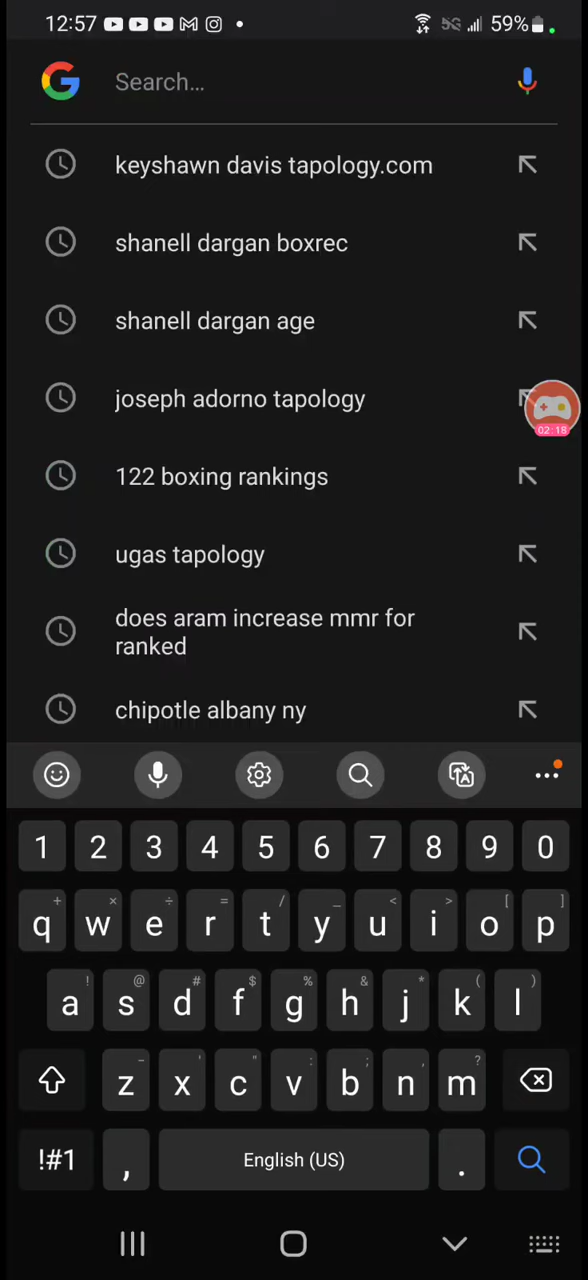 12:57 59%
Search...
keyshawn davis tapology.com
shanell dargan boxrec
shanell dargan age
joseph adorno tapology
02:18
122 boxing rankings
ugas tapology
does aram increase mmr for
ranked
chipotle albany ny
1 2 3 4 5 6 7 8 9 0
+ × ÷ = / _ < > [ ]
q w e r t y u i o p
! @ # $ % & * ( )
a s d f g h j k l
- ' " : ; , ?
z x c v b n m
!#1 , English (US) .